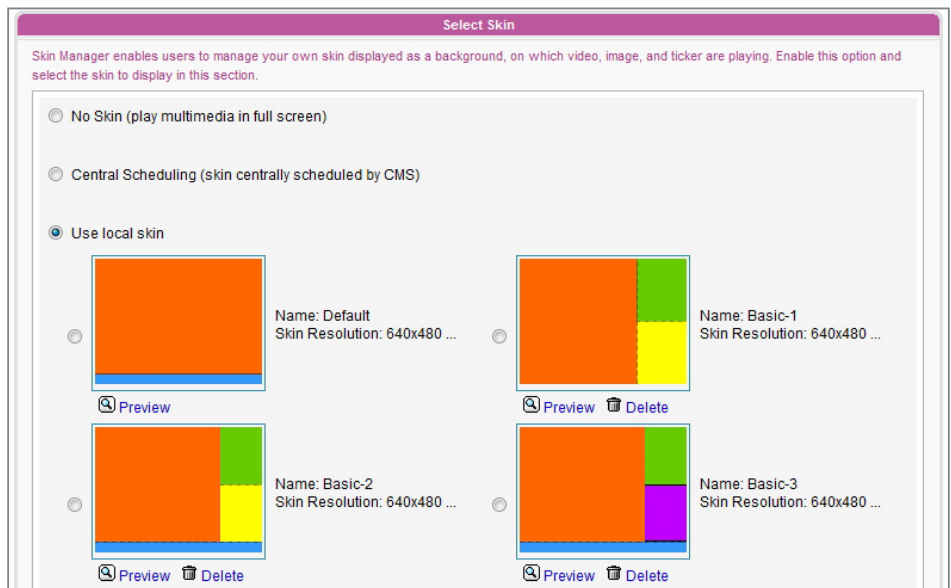 Select Skin
Skin Manager enables users to manage your own skin displayed as a background, on which video, image, and ticker are playing. Enable this option and
select the skin to display in this section.
No Skin (play multimedia in full screen)
Central Scheduling (skin centrally scheduled by CMS)
Use local skin
Name: Default
Skin Resolution: 640x480 ...
Preview
Name: Basic-1
Skin Resolution: 640x480 ...
Preview Delete
Name: Basic-2
Skin Resolution: 640x480 ...
Preview Delete
Name: Basic-3
Skin Resolution: 640x480 ...
Preview Delete